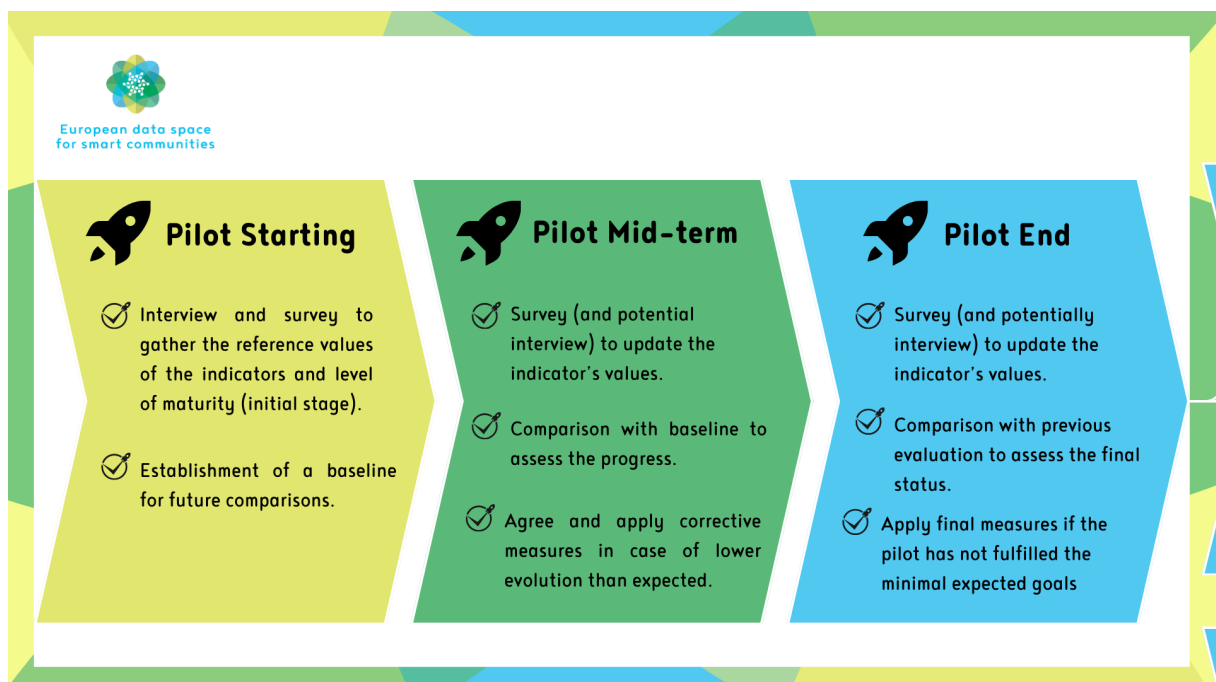 European data space
for smart communities
Pilot Starting
Interview and survey to
gather the reference values
of the indicators and level
of maturity (initial stage).
Establishment of a baseline
for future comparisons.
Pilot Mid-term
Survey (and potential
interview) to update the
indicator's values.
Comparison with baseline to
assess the progress.
Agree and apply corrective
measures in case of lower
evolution than expected.
Pilot End
Survey (and potentially
interview) to update the
indicator's values.
Comparison with previous
evaluation to assess the final
status.
Apply final measures if the
pilot has not fulfilled the
minimal expected goals